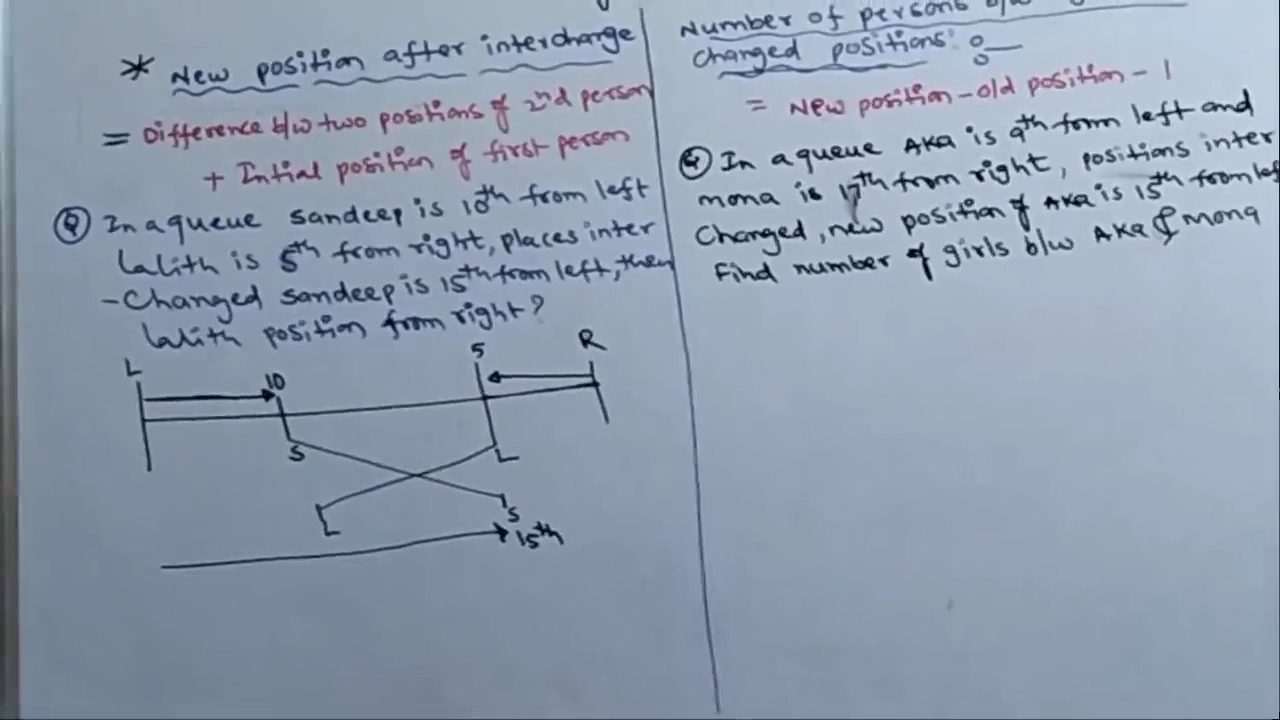 * New position after interchange
= Difference b/w two positions of 2nd person
+ Intial position of first person
Q In a queue sandeep is 10th from left
lalith is 5th from right, places inter
- Changed sandeep is 15th from left, then
lalith position from right?
L 10 5 R
S L
L S
15th
Number of persons b/w
changed positions :-
= New position - old position - 1
Q In a queue AKa is 9th from left and
mona is 17th from right, positions inter
Changed, new position of AKa is 15th from lef
Find number of girls b/w AKa & mona